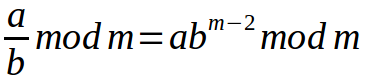 a/b mod m = ab^{m−2} mod m